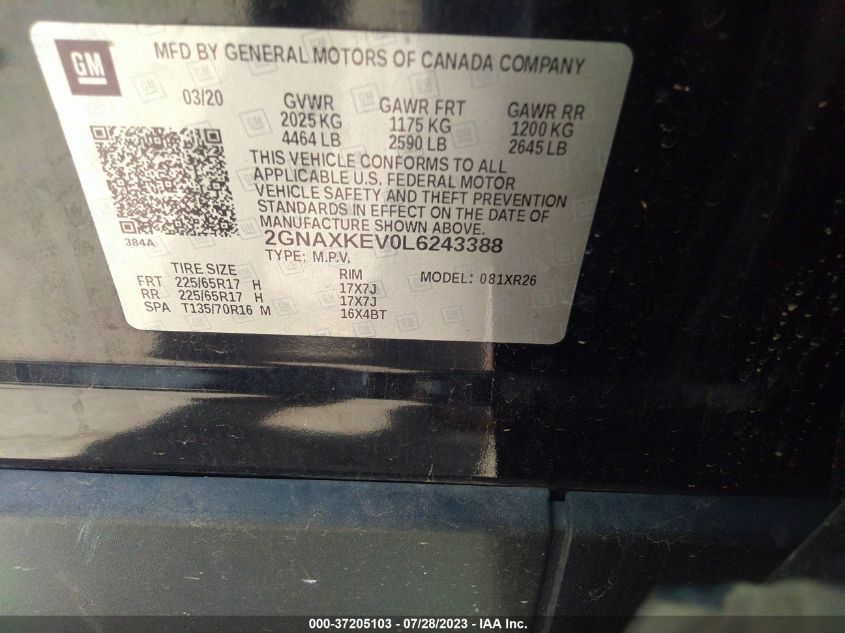 GM
MFD BY GENERAL MOTORS OF CANADA COMPANY
03/20 GVWR GAWR FRT GAWR RR
2025 KG 1175 KG 1200 KG
4464 LB 2590 LB 2645 LB
THIS VEHICLE CONFORMS TO ALL
APPLICABLE U.S. FEDERAL MOTOR
VEHICLE SAFETY AND THEFT PREVENTION
STANDARDS IN EFFECT ON THE DATE OF
MANUFACTURE SHOWN ABOVE.
384A 2GNAXKEV0L6243388
TYPE: M.P.V. MODEL: 081XR26
TIRE SIZE RIM
FRT 225/65R17 H 17X7J
RR 225/65R17 H 17X7J
SPA T135/70R16 M 16X4BT
000-37205103 - 07/28/2023 - IAA Inc.